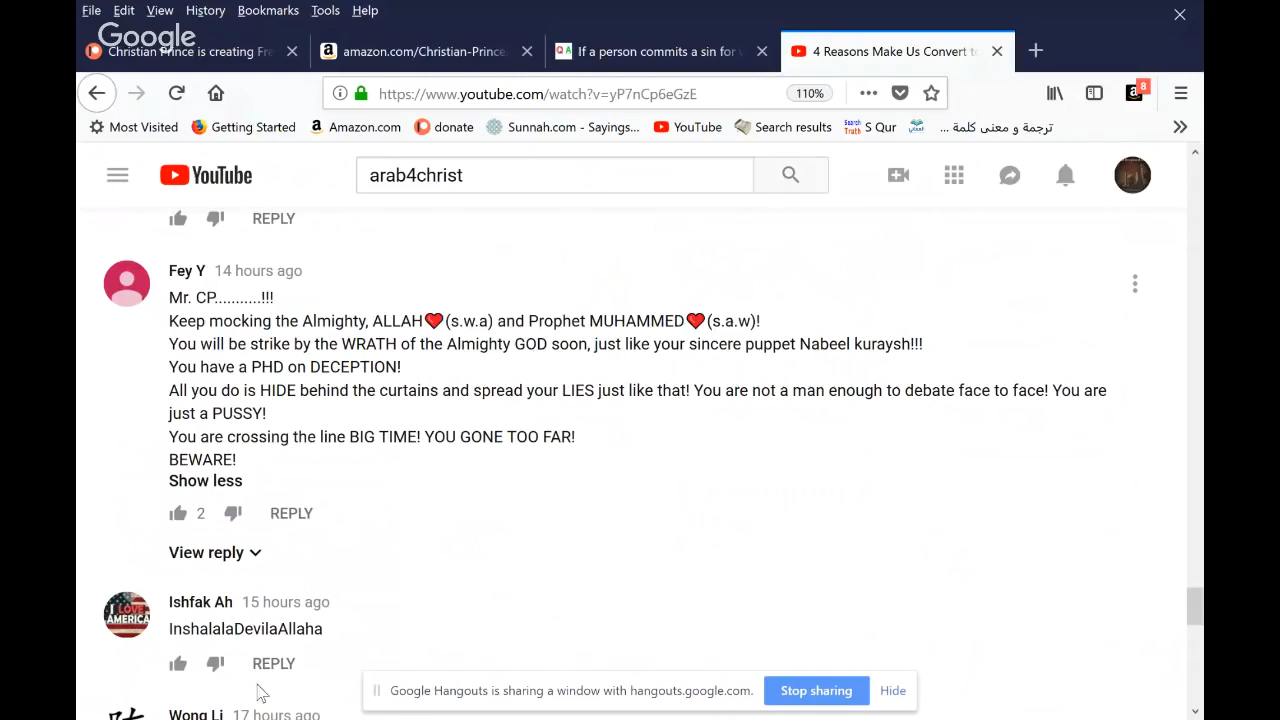 File Edit View History Bookmarks Tools Help
Google
Christian Prince is creating Fre
amazon.com/Christian-Prince
If a person commits a sin for
4 Reasons Make Us Convert to
https://www.youtube.com/watch?v=yP7nCp6eGzE
110%
8
Most Visited Getting Started Amazon.com donate Sunnah.com - Sayings... YouTube Search results Search Truth S Qur ترجمة و معنى كلمة ...
YouTube
arab4christ
REPLY
Fey Y 14 hours ago
Mr. CP...........!!!
Keep mocking the Almighty, ALLAH❤(s.w.a) and Prophet MUHAMMED❤(s.a.w)!
You will be strike by the WRATH of the Almighty GOD soon, just like your sincere puppet Nabeel kuraysh!!!
You have a PHD on DECEPTION!
All you do is HIDE behind the curtains and spread your LIES just like that! You are not a man enough to debate face to face! You are
just a PUSSY!
You are crossing the line BIG TIME! YOU GONE TOO FAR!
BEWARE!
Show less
2 REPLY
View reply
I LOVE AMERICA
Ishfak Ah 15 hours ago
InshalalaDevilaAllaha
REPLY
Google Hangouts is sharing a window with hangouts.google.com. Stop sharing Hide
Wong Li 17 hours ago